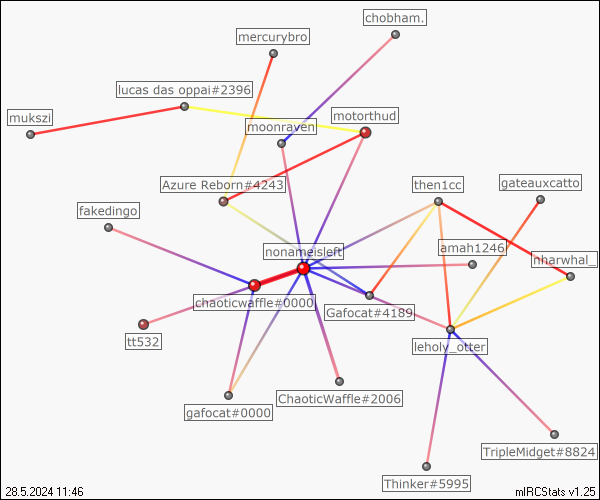 chobham.
mercurybro
lucas das oppai#2396
mukszi
motorthud
moonraven
Azure Reborn#4243
then1cc
gateauxcatto
fakedingo
nonameisleft
amah1246
nharwhal_
chaoticwaffle#0000
Gafocat#4189
tt532
leholy_otter
ChaoticWaffle#2006
gafocat#0000
TripleMidget#8824
Thinker#5995
28.5.2024 11:46
mIRCStats v1.25